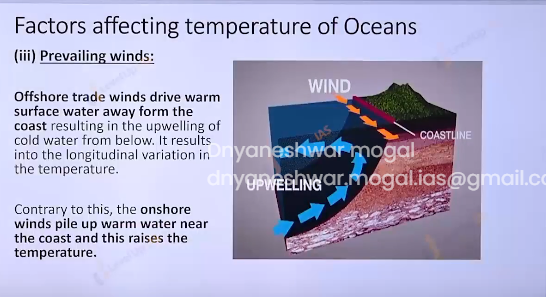 Factors affecting temperature of Oceans
(iii) Prevailing winds:
Offshore trade winds drive warm
surface water away form the
coast resulting in the upwelling of
cold water from below. It results
into the longitudinal variation in
the temperature.
Contrary to this, the onshore
winds pile up warm water near
the coast and this raises the
temperature.
WIND
COASTLINE
IAS
UPWELLING
Dnyaneshwar mogal
dnyaneshwar.mogal.ias@gmail.c